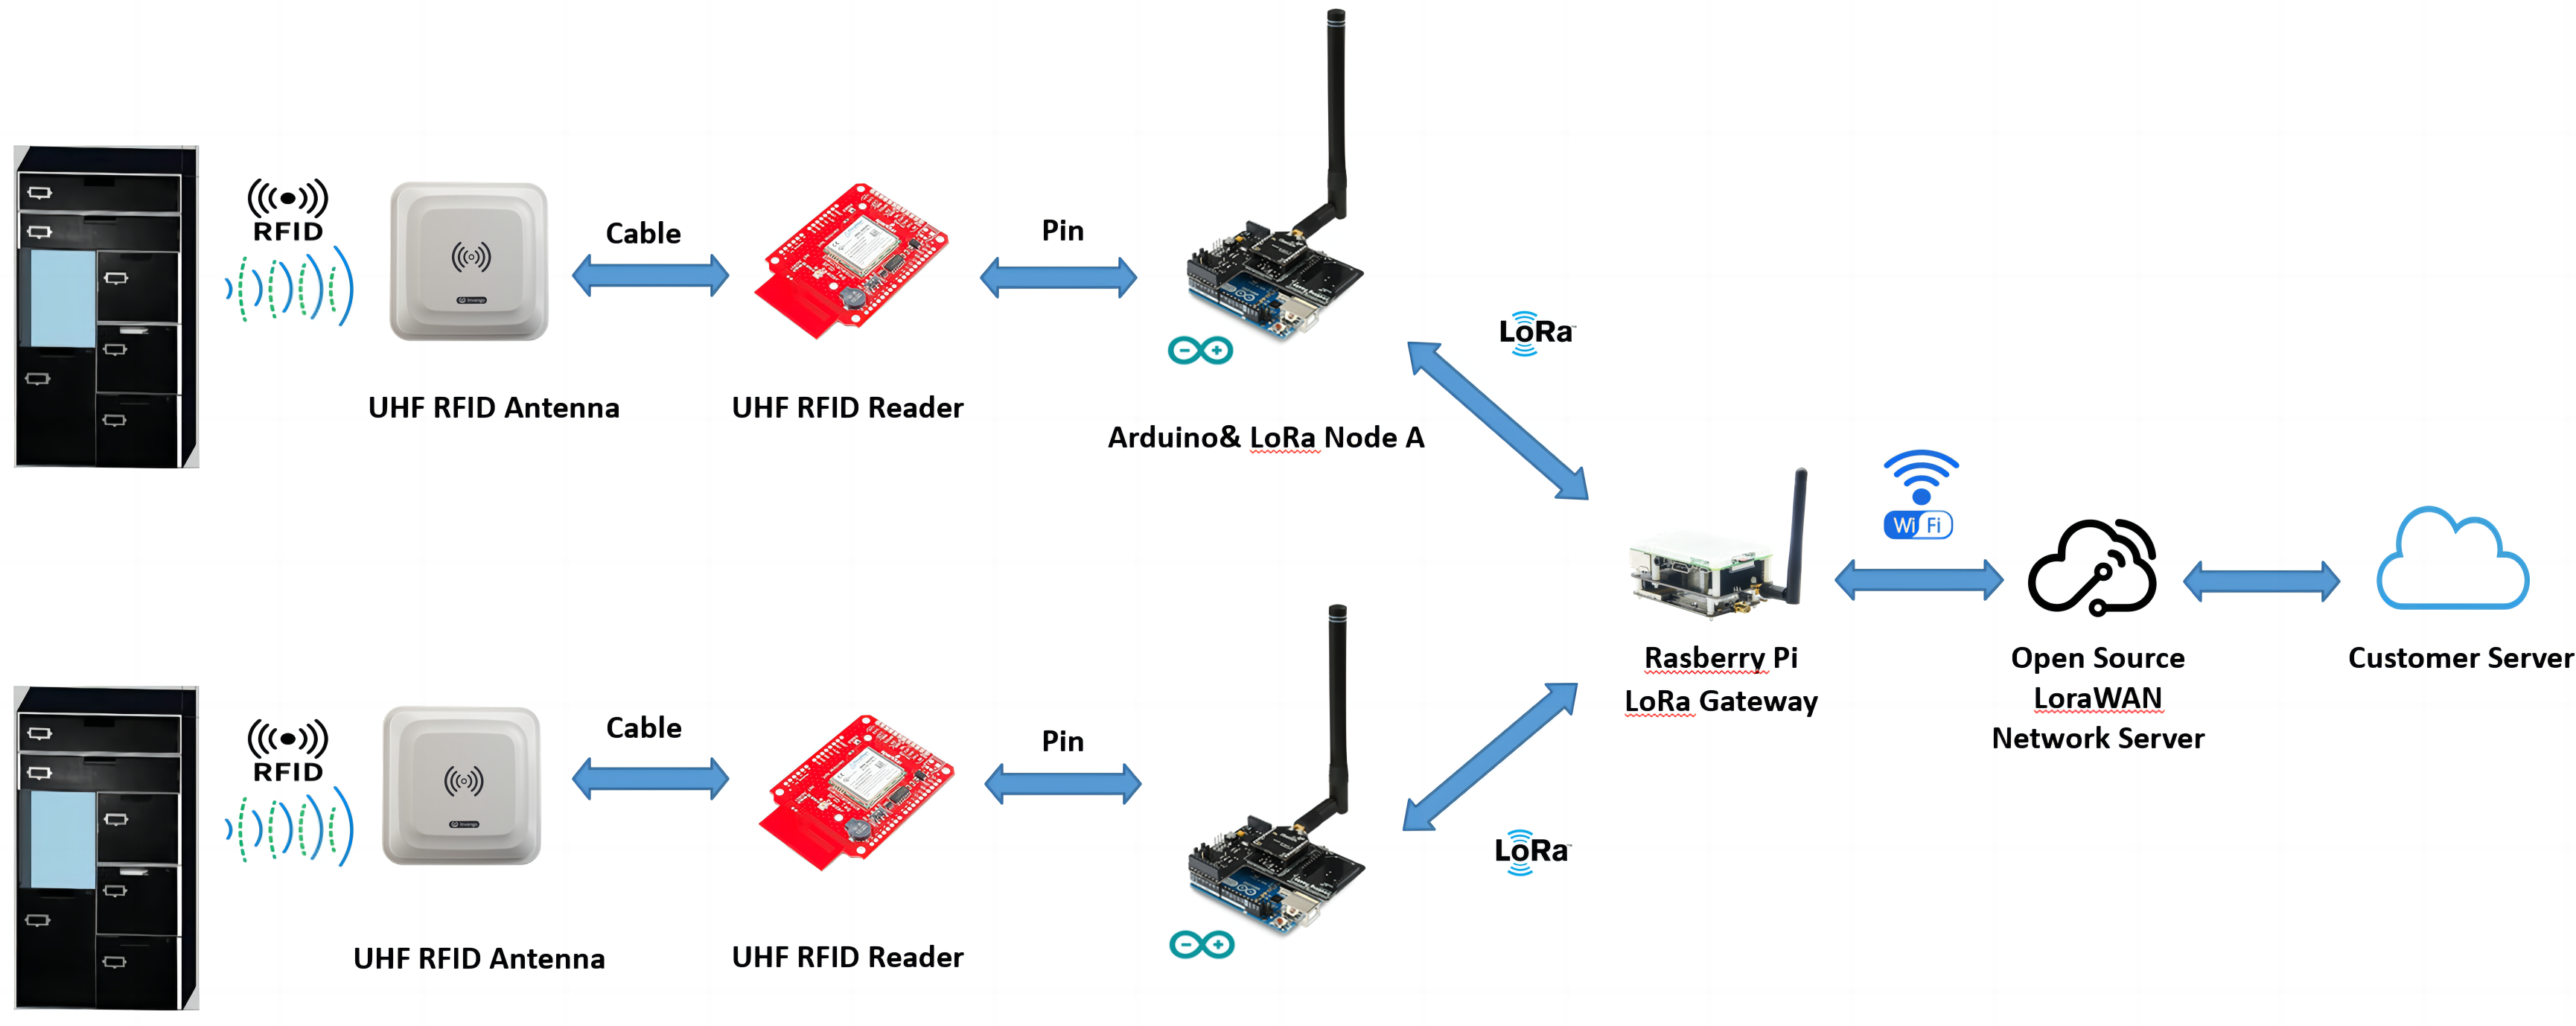 RFID
Cable
Pin
UHF RFID Antenna
UHF RFID Reader
Arduino& LoRa Node A
LoRa
Wi Fi
Rasberry Pi
LoRa Gateway
Open Source
LoraWAN
Network Server
Customer Server
RFID
Cable
Pin
LoRa
UHF RFID Antenna
UHF RFID Reader